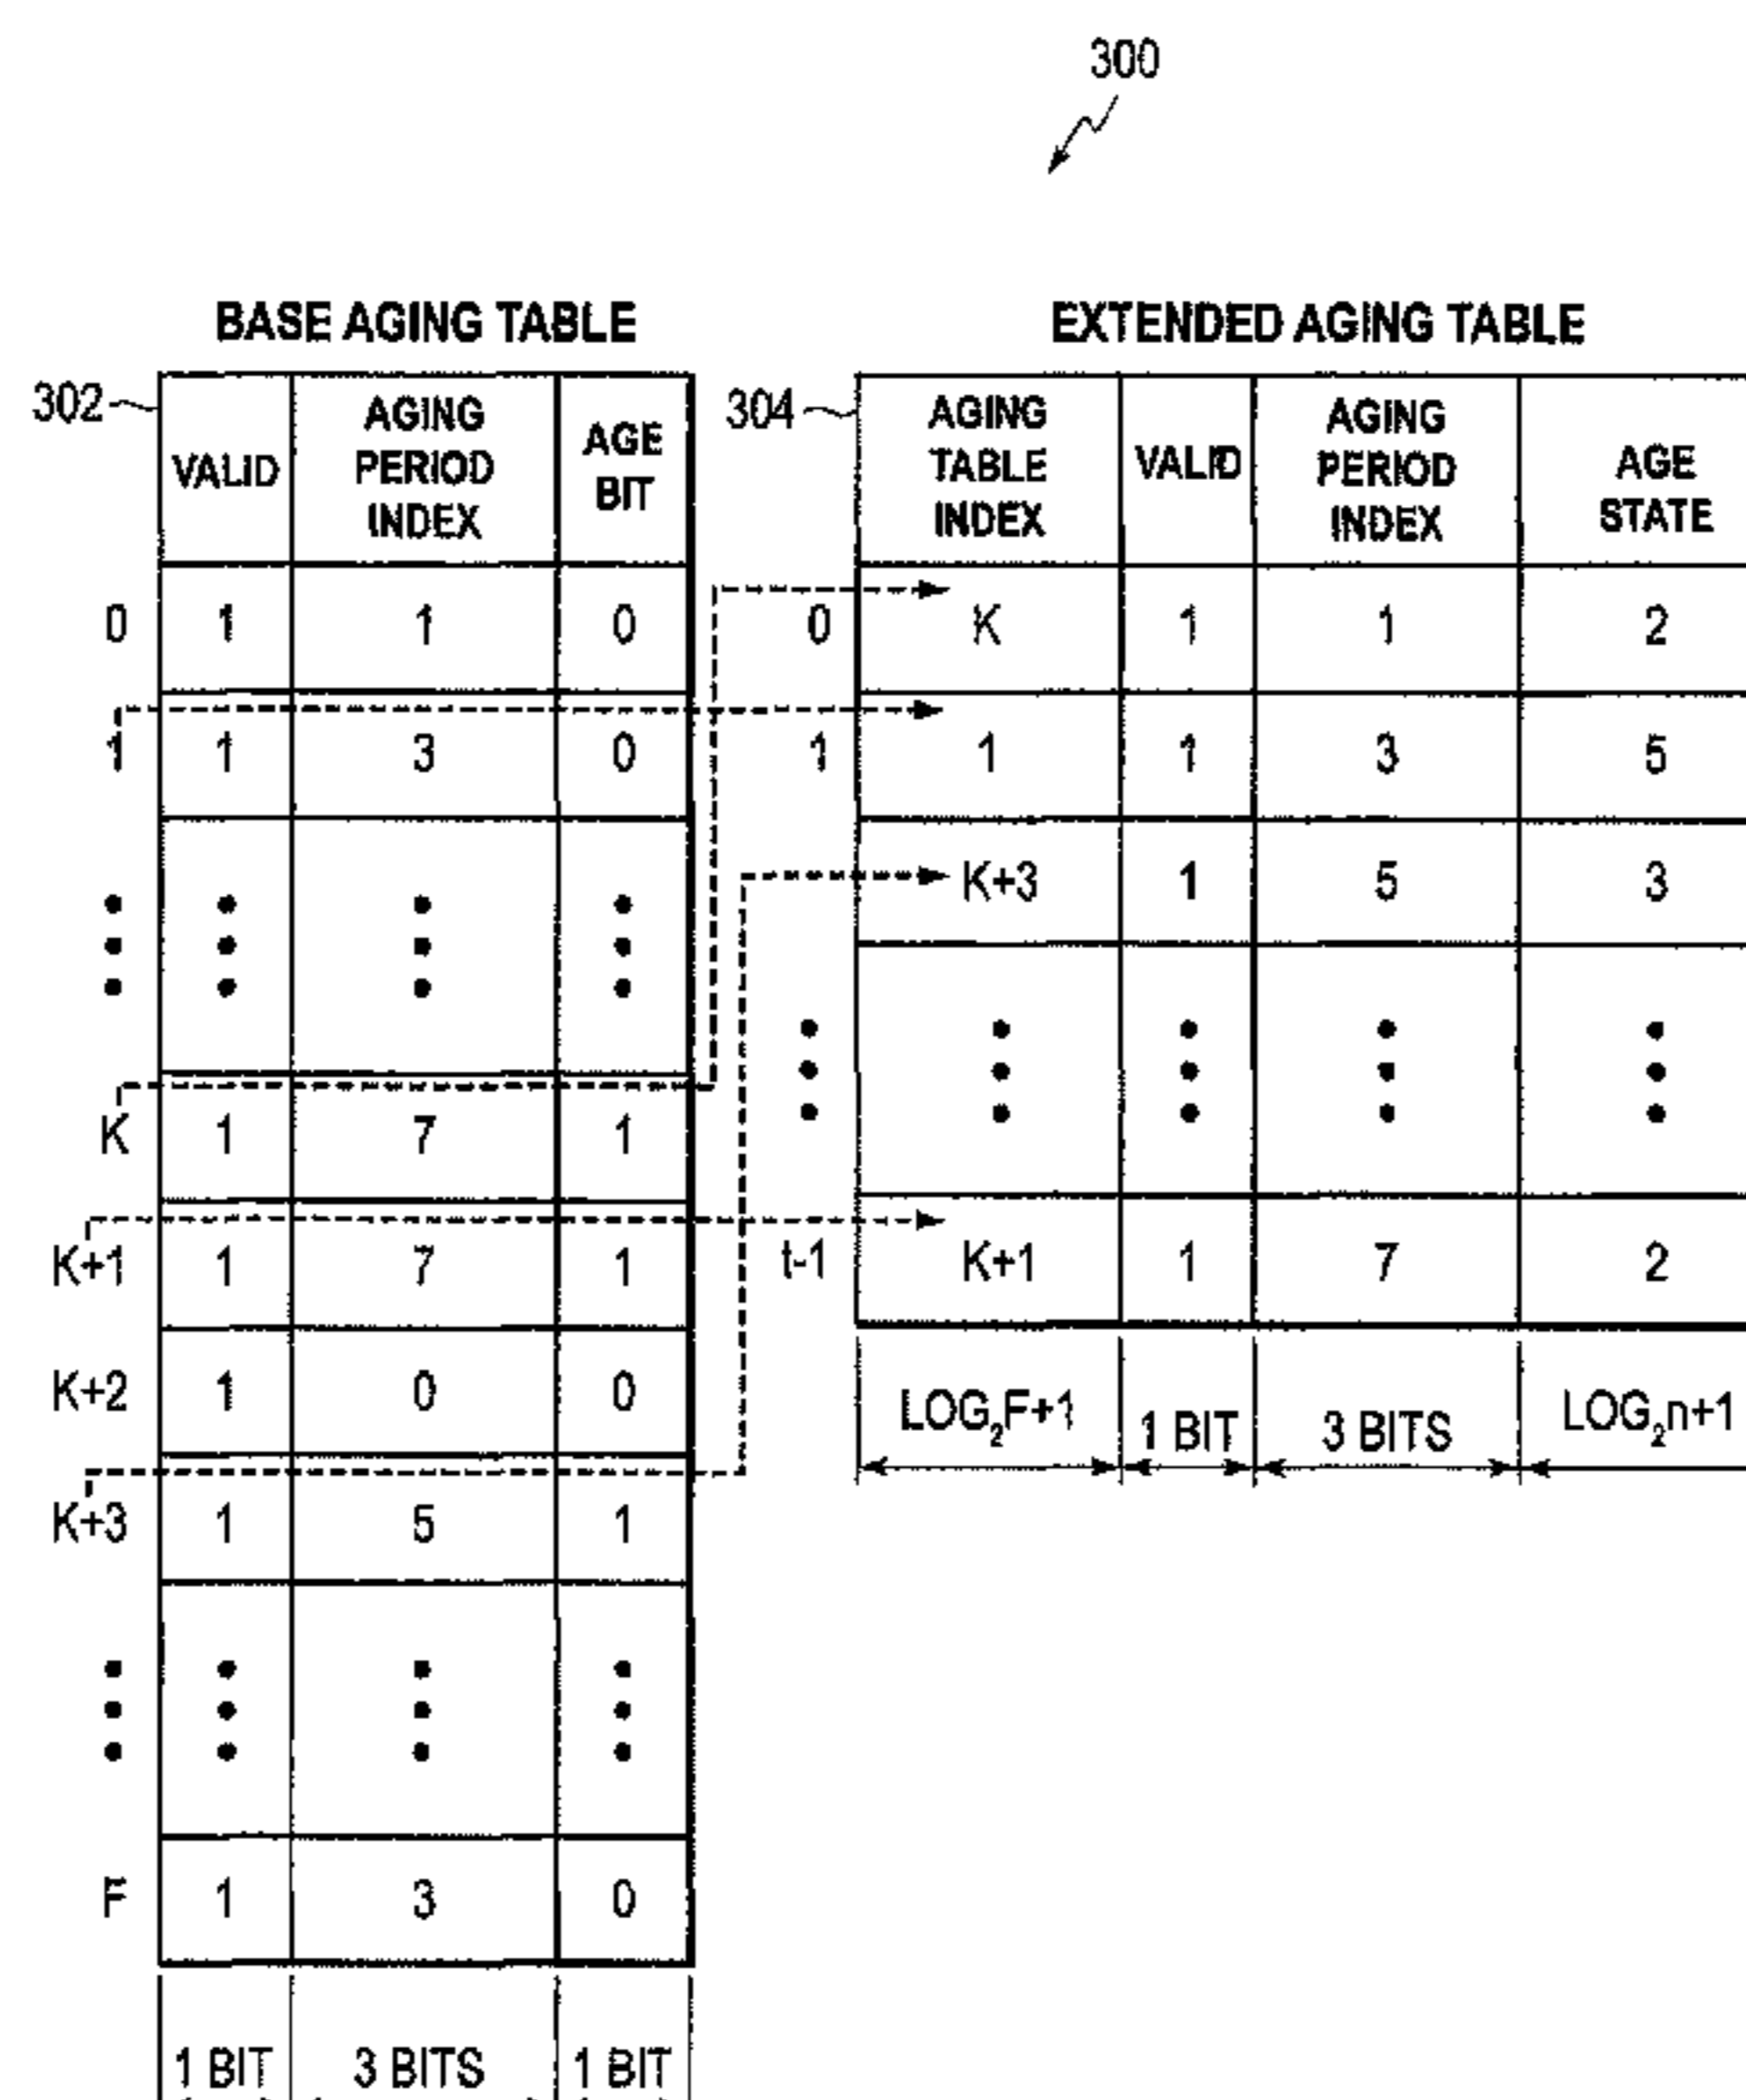 300
BASE AGING TABLE
302
VALID
AGING
PERIOD
INDEX
AGE
BIT
0 1 1 0
1 1 3 0
K 1 7 1
K+1 1 7 1
K+2 1 0 0
K+3 1 5 1
F 1 3 0
1 BIT 3 BITS 1 BIT
EXTENDED AGING TABLE
304
AGING
TABLE
INDEX
VALID
AGING
PERIOD
INDEX
AGE
STATE
0 K 1 1 2
1 1 1 3 5
K+3 1 5 3
t-1 K+1 1 7 2
LOG₂F+1 1 BIT 3 BITS LOG₂n+1